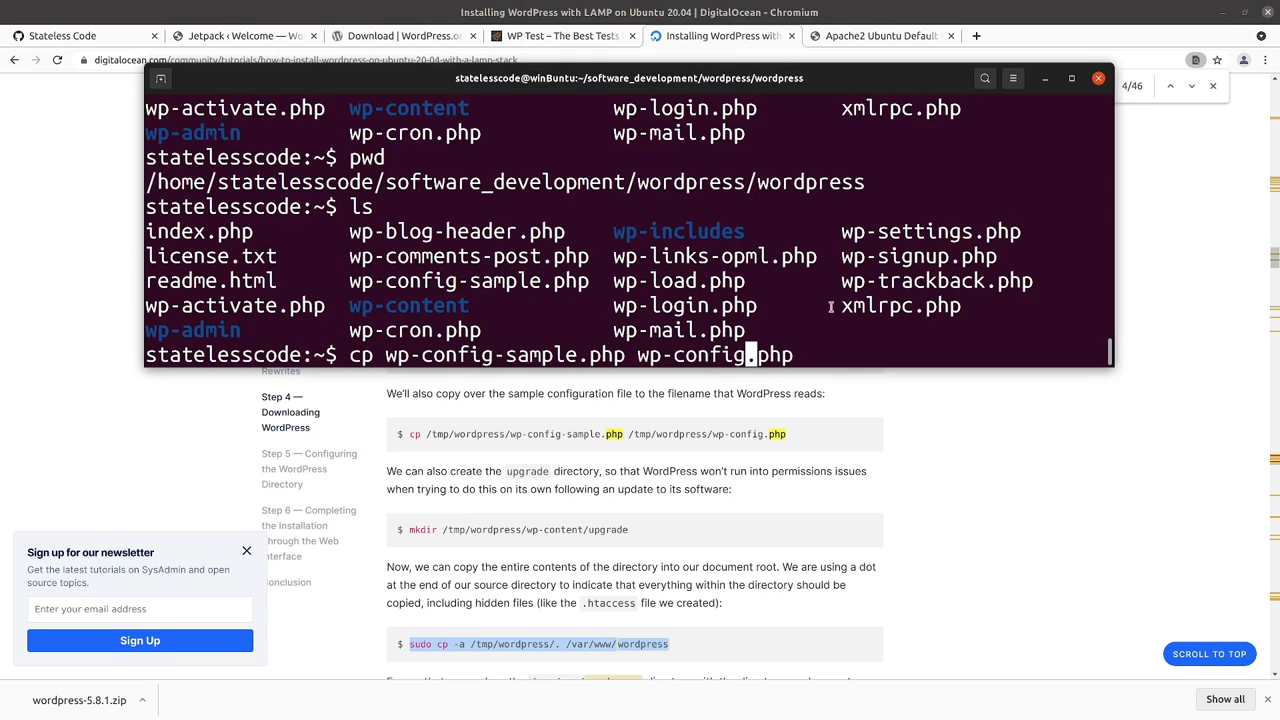 Installing WordPress with LAMP on Ubuntu 20.04 | DigitalOcean - Chromium
Stateless Code
Jetpack ‹ Welcome — Wo
Download | WordPress.or
WP Test – The Best Tests
Installing WordPress with
Apache2 Ubuntu Default
digitalocean.com/community/tutorials/how-to-install-wordpress-on-ubuntu-20-04-with-a-lamp-stack
4/46
statelesscode@winBuntu:~/software_development/wordpress/wordpress
wp-activate.php wp-content wp-login.php xmlrpc.php
wp-admin wp-cron.php wp-mail.php
statelesscode:~$ pwd
/home/statelesscode/software_development/wordpress/wordpress
statelesscode:~$ ls
index.php wp-blog-header.php wp-includes wp-settings.php
license.txt wp-comments-post.php wp-links-opml.php wp-signup.php
readme.html wp-config-sample.php wp-load.php wp-trackback.php
wp-activate.php wp-content wp-login.php xmlrpc.php
wp-admin wp-cron.php wp-mail.php
statelesscode:~$ cp wp-config-sample.php wp-config.php
Rewrites
Step 4 —
Downloading
WordPress
Step 5 — Configuring
the WordPress
Directory
Step 6 — Completing
the Installation
Through the Web
Interface
Conclusion
We'll also copy over the sample configuration file to the filename that WordPress reads:
$ cp /tmp/wordpress/wp-config-sample.php /tmp/wordpress/wp-config.php
We can also create the upgrade directory, so that WordPress won't run into permissions issues
when trying to do this on its own following an update to its software:
$ mkdir /tmp/wordpress/wp-content/upgrade
Now, we can copy the entire contents of the directory into our document root. We are using a dot
at the end of our source directory to indicate that everything within the directory should be
copied, including hidden files (like the .htaccess file we created):
$ sudo cp -a /tmp/wordpress/. /var/www/wordpress
Sign up for our newsletter
Get the latest tutorials on SysAdmin and open
source topics.
Enter your email address
Sign Up
SCROLL TO TOP
wordpress-5.8.1.zip
Show all